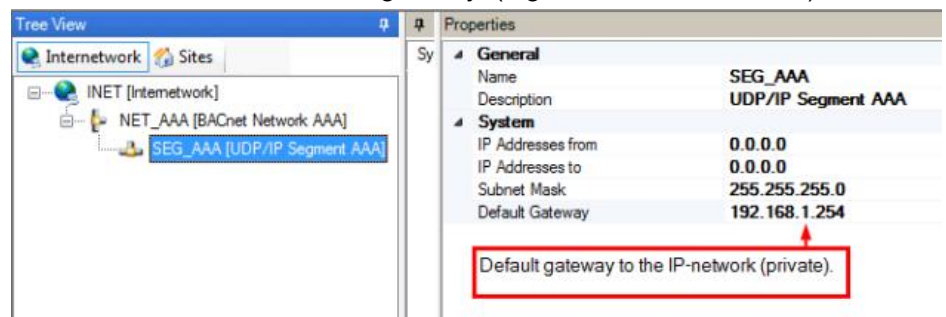 Tree View
Internetwork Sites
INET [Internetwork]
NET_AAA [BACnet Network AAA]
SEG_AAA [UDP/IP Segment AAA]
Sy
Properties
General
Name SEG_AAA
Description UDP/IP Segment AAA
System
IP Addresses from 0.0.0.0
IP Addresses to 0.0.0.0
Subnet Mask 255.255.255.0
Default Gateway 192.168.1.254
Default gateway to the IP-network (private).